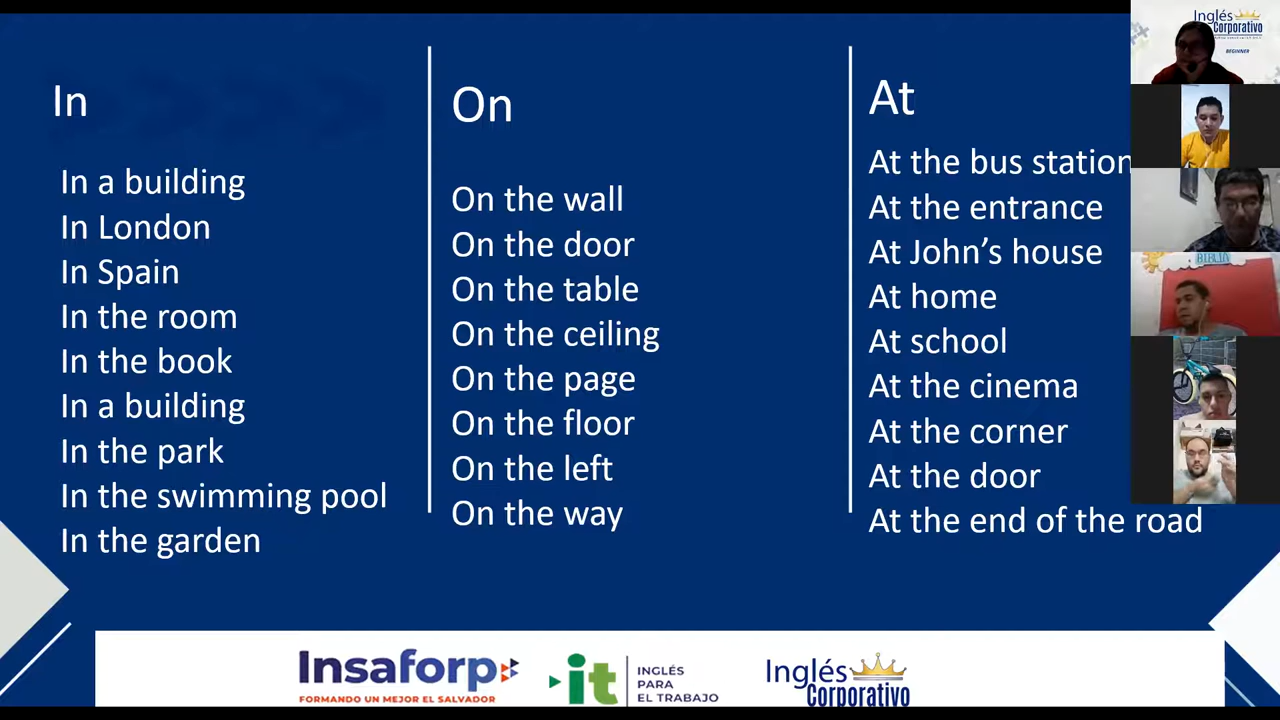 In
In a building
In London
In Spain
In the room
In the book
In a building
In the park
In the swimming pool
In the garden
On
On the wall
On the door
On the table
On the ceiling
On the page
On the floor
On the left
On the way
At
At the bus station
At the entrance
At John's house
At home
At school
At the cinema
At the corner
At the door
At the end of the road
Inglés
Corporativo
BEGINNER
BIBLIA
Insaforp
FORMANDO UN MEJOR EL SALVADOR
it
INGLÉS
PARA
EL TRABAJO
Inglés
Corporativo